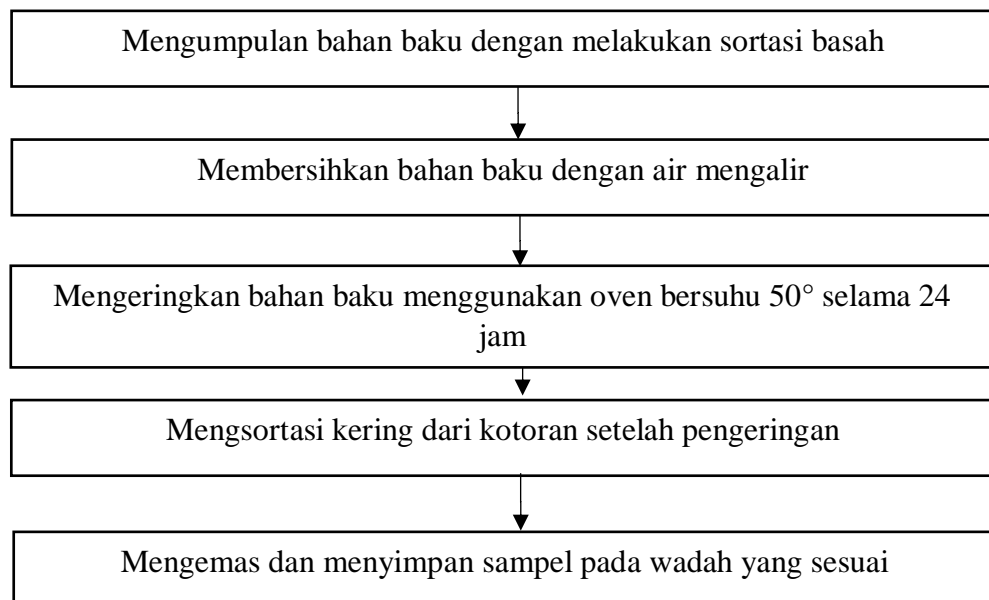 Mengumpulan bahan baku dengan melakukan sortasi basah
Membersihkan bahan baku dengan air mengalir
Mengeringkan bahan baku menggunakan oven bersuhu 50° selama 24
jam
Mengsortasi kering dari kotoran setelah pengeringan
Mengemas dan menyimpan sampel pada wadah yang sesuai